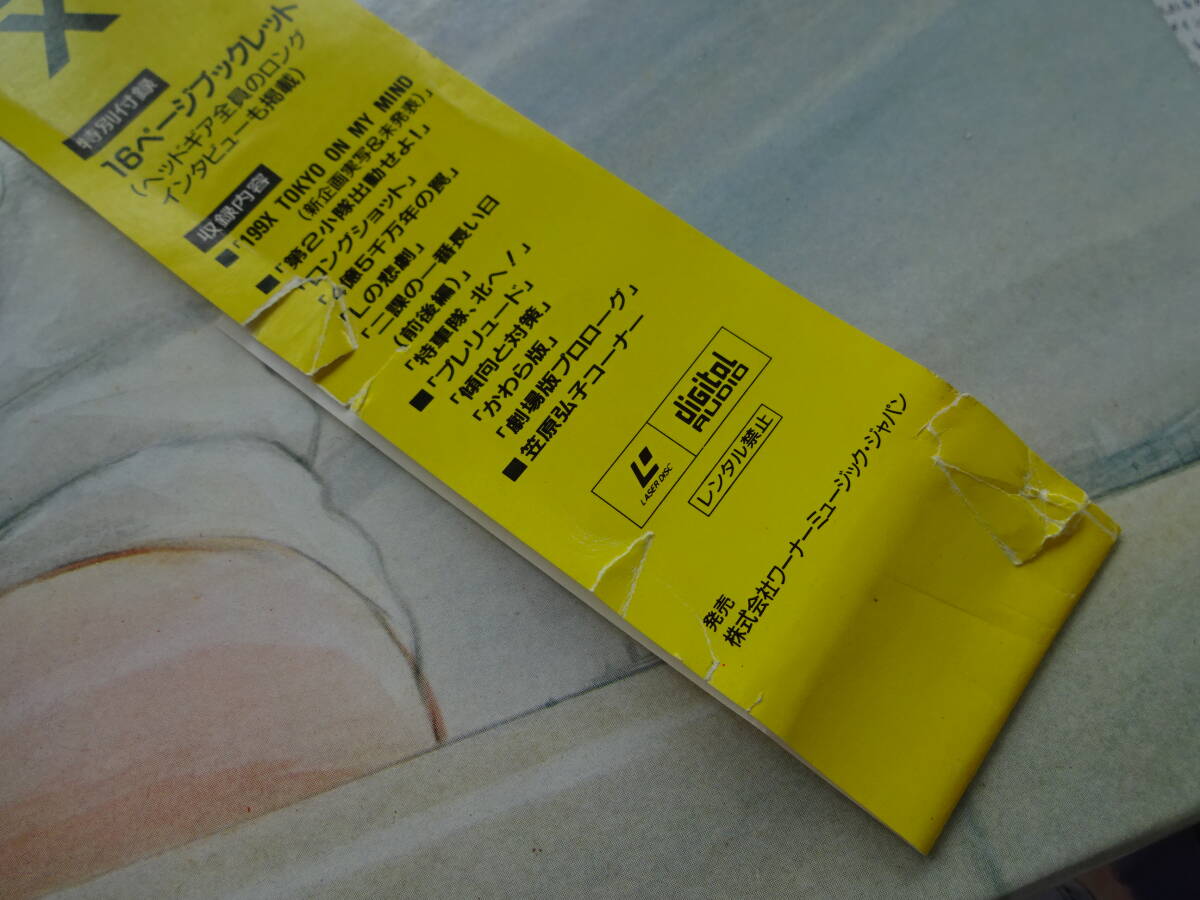 X
特別付録
16ページブックレット
(ヘッドギア全員のロング
インタビューも掲載)
収録内容
■「199X TOKYO ON MY MIND
(新企画実写&未発表)」
■「第2小隊出動せよ!」
「ロングショット」
「4億5千万年の罠」
「Lの悲劇」
「二課の一番長い日
(前後編)」
「特車隊、北へ!」
■「プレリュード」
「傾向と対策」
「かわら版」
「劇場版プロローグ」
■笠原弘子コーナー
LASER DISC
digital AUDIO
レンタル禁止
発売
株式会社ワーナーミュージック・ジャパン